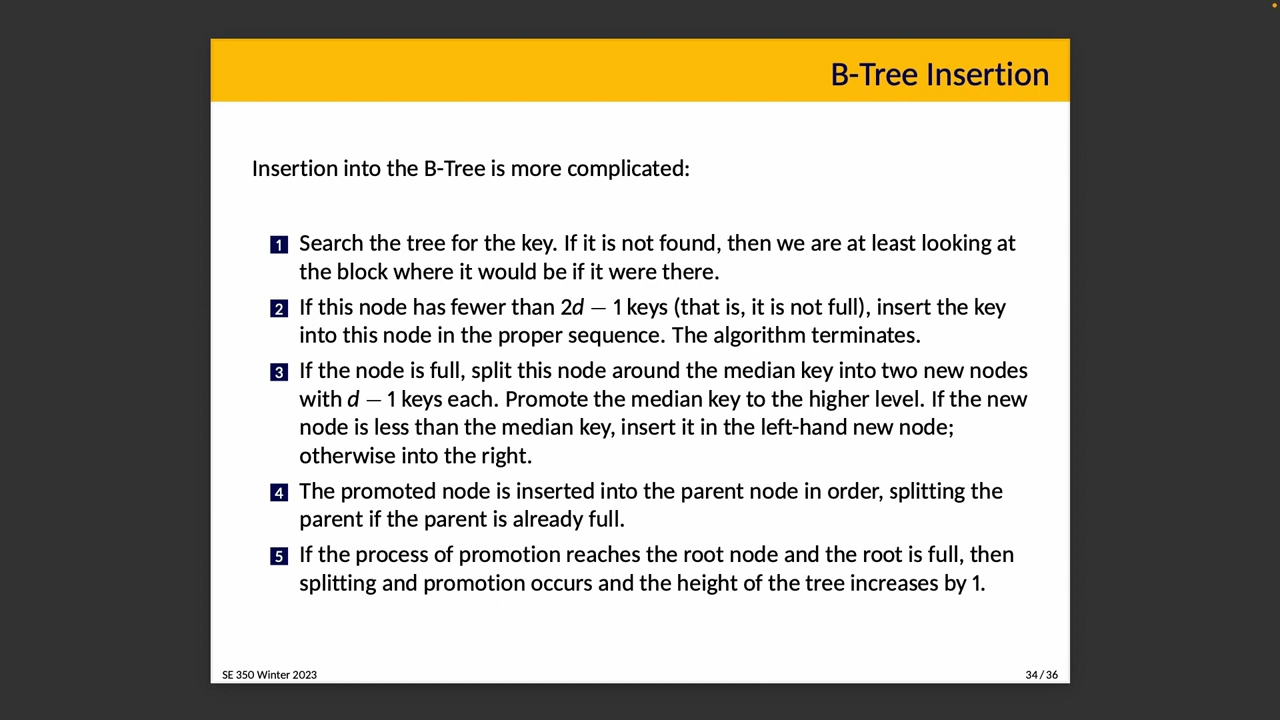 B-Tree Insertion
Insertion into the B-Tree is more complicated:
1 Search the tree for the key. If it is not found, then we are at least looking at
the block where it would be if it were there.
2 If this node has fewer than 2d − 1 keys (that is, it is not full), insert the key
into this node in the proper sequence. The algorithm terminates.
3 If the node is full, split this node around the median key into two new nodes
with d − 1 keys each. Promote the median key to the higher level. If the new
node is less than the median key, insert it in the left-hand new node;
otherwise into the right.
4 The promoted node is inserted into the parent node in order, splitting the
parent if the parent is already full.
5 If the process of promotion reaches the root node and the root is full, then
splitting and promotion occurs and the height of the tree increases by 1.
SE 350 Winter 2023
34 / 36